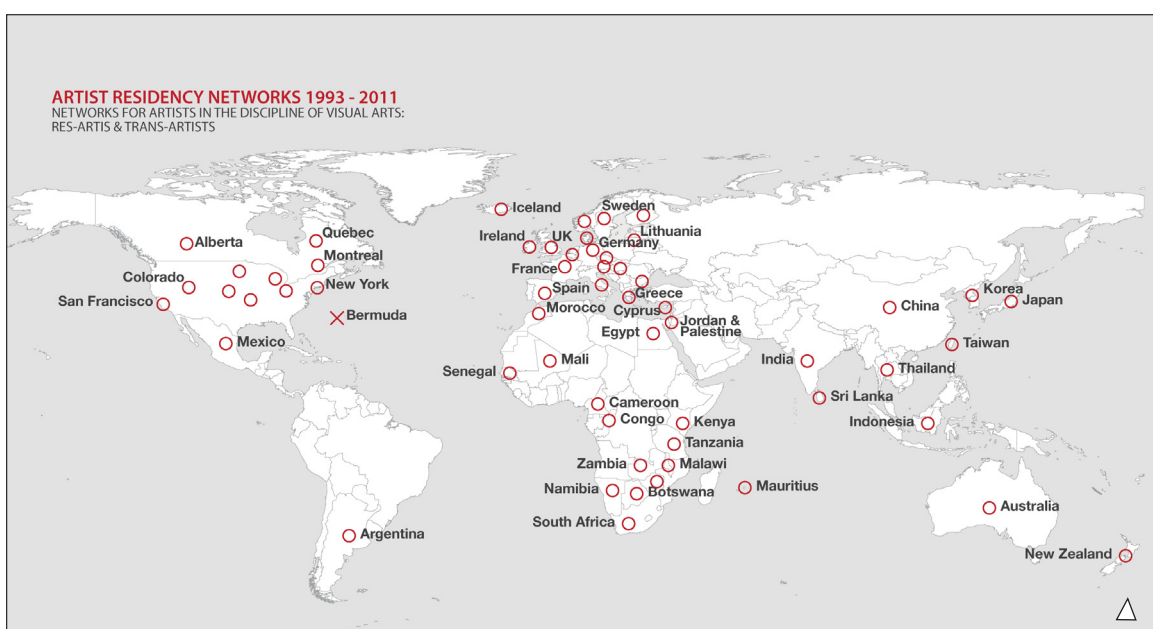 ARTIST RESIDENCY NETWORKS 1993 - 2011
NETWORKS FOR ARTISTS IN THE DISCIPLINE OF VISUAL ARTS:
RES-ARTIS & TRANS-ARTISTS
Iceland
Sweden
Ireland
UK
Lithuania
Germany
Quebec
Alberta
Montreal
France
Colorado
New York
Spain
Greece
San Francisco
Morocco
Cyprus
Bermuda
Jordan &
Palestine
Egypt
China
Korea
Japan
Mexico
Taiwan
Mali
India
Senegal
Thailand
Sri Lanka
Cameroon
Congo
Kenya
Indonesia
Tanzania
Zambia
Malawi
Namibia
Botswana
Mauritius
South Africa
Australia
Argentina
New Zealand